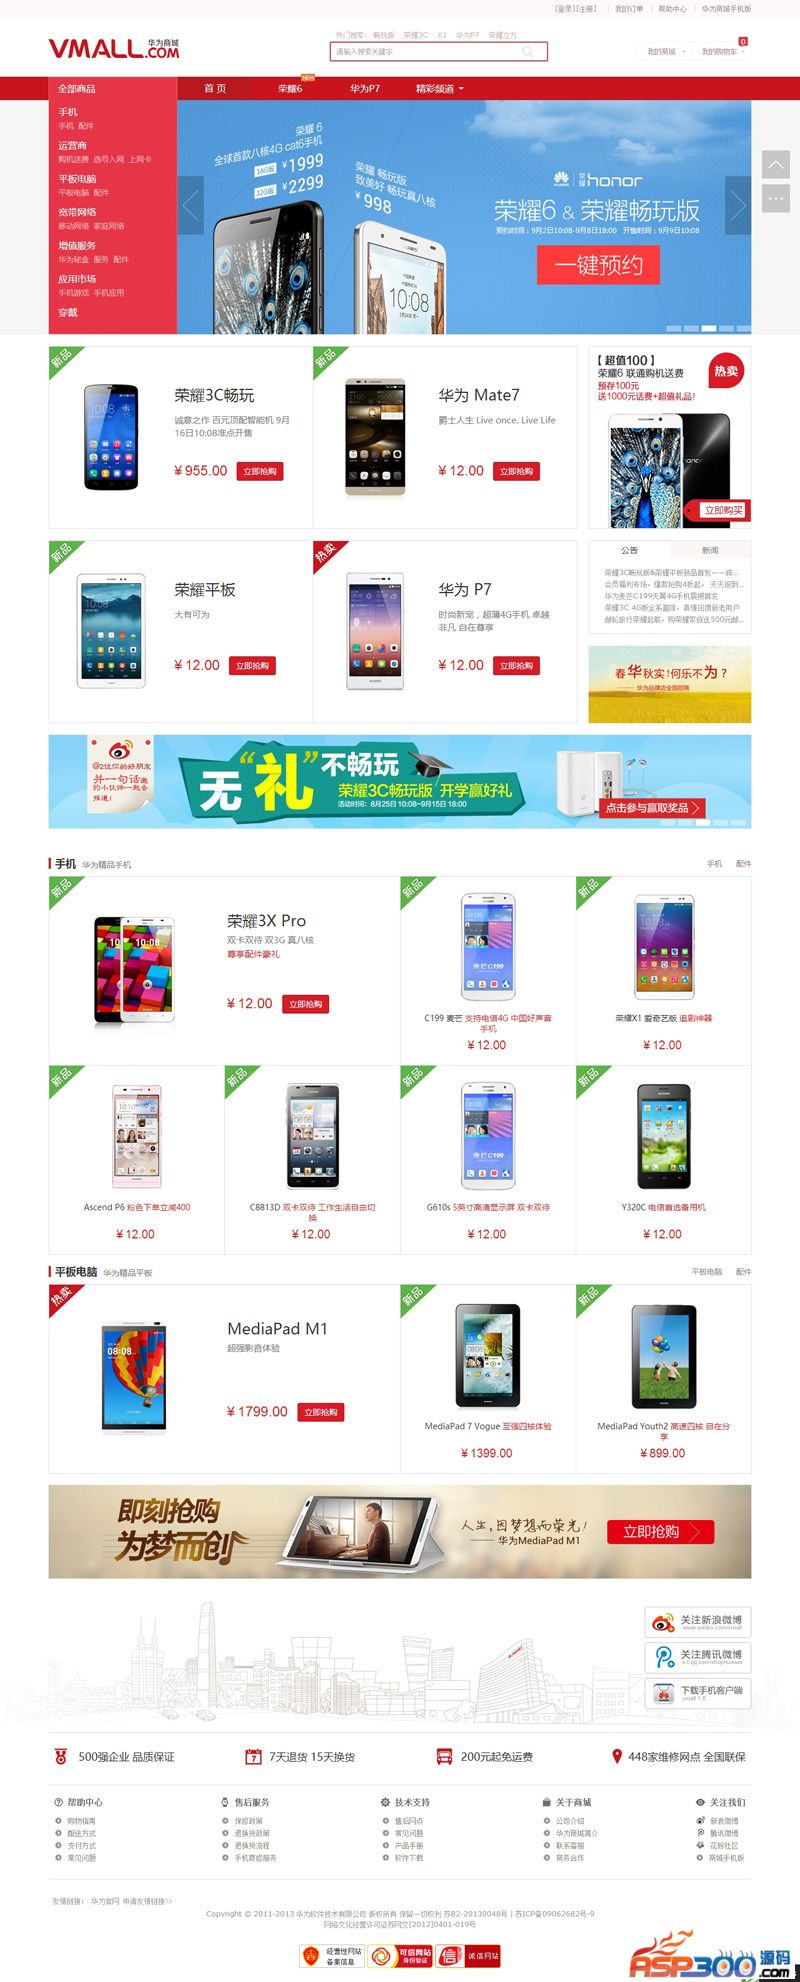 [登录][注册] | 我的订单 | 帮助中心 | 华为商城手机版
VMALL.COM 华为商城
热门搜索： 畅玩版 荣耀3C X1 华为P7 荣耀立方
请输入搜索关键字
我的商城 我的购物车 0
全部商品 首 页 荣耀6 NEW 华为P7 精彩频道
手机
手机 配件
运营商
购机送费 选号入网 上网卡
平板电脑
平板电脑 配件
宽带网络
移动网络 家庭网络
增值服务
华为秘盒 服务 配件
应用市场
手机游戏 手机应用
穿戴
荣耀 6
全球首款八核4G cat6手机
16G版 ¥1999
32G版 ¥2299
荣耀 畅玩版
致美好 畅玩真八核
¥998
HUAWEI 荣耀 honor
荣耀6 & 荣耀畅玩版
预约时间：9月2日10:08-9月8日18:00 开售时间：9月9日10:08
一键预约
新品
荣耀3C畅玩
诚意之作 百元顶配智能机 9月
16日10:08准点开售
¥ 955.00 立即抢购
新品
华为 Mate7
爵士人生 Live once. Live Life
¥ 12.00 立即抢购
【 超值100 】
荣耀6 联通购机送费
预存100元
送1000元话费+超值礼品！
热卖
立即购买
新品
荣耀平板
大有可为
¥ 12.00 立即抢购
热卖
华为 P7
时尚新宠，超薄4G手机 卓越
非凡 自在尊享
¥ 12.00 立即抢购
公告 新闻
荣耀3C畅玩版&荣耀平板新品首发——诚...
会员福利专场，爆款抢购4折起，天天报到...
华为麦芒C199天翼4G手机震撼首发
荣耀3C 4G版全系直降，真情回馈新老用户
邮轮旅行荣耀起航，购荣耀家族送500元邮...
春华秋实！何乐不为？
—— 华为品牌店全国招商
@2位你的好朋友
并一句话邀
约小伙伴一起去
报道！
无“礼”不畅玩
荣耀3C畅玩版 开学赢好礼
活动时间：8月25日 10:08~9月15日 18:00
点击参与赢取奖品
手机 华为精品手机 手机 配件
新品
荣耀3X Pro
双卡双待 双3G 真八核
尊享配件豪礼
¥ 12.00 立即抢购
新品
C199 麦芒 支持电信4G 中国好声音
手机
¥ 12.00
新品
荣耀X1 爱奇艺版 追剧神器
¥ 12.00
新品
Ascend P6 粉色下单立减400
¥ 12.00
新品
C8813D 双卡双待 工作生活自由切
换
¥ 12.00
新品
G610s 5英寸高清显示屏 双卡双待
¥ 12.00
新品
Y320C 电信首选备用机
¥ 12.00
平板电脑 华为精品平板 平板电脑 配件
热卖
MediaPad M1
超强影音体验
¥ 1799.00 立即抢购
新品
MediaPad 7 Vogue 至强四核体验
¥ 1399.00
新品
MediaPad Youth2 高速四核 自在分
享
¥ 899.00
即刻抢购
为梦而创
人生，因梦想而荣光！
—— 华为MediaPad M1
立即抢购
关注新浪微博
关注腾讯微博
下载手机客户端
vmall 1.0
500强企业 品质保证 7天退货 15天换货 200元起免运费 448家维修网点 全国联保
帮助中心 售后服务 技术支持 关于商城 关注我们
购物指南 保修政策 售后网点 公司介绍 新浪微博
配送方式 退换货政策 常见问题 华为商城简介 腾讯微博
支付方式 退换货流程 产品手册 联系客服 花粉社区
常见问题 手机寄修服务 软件下载 商务合作 商城手机版
友情链接： 华为官网 申请友情链接>>
Copyright © 2011-2013 华为软件技术有限公司 版权所有 保留一切权利 苏B2-20130048号 | 苏ICP备09062682号-9
网络文化经营许可证苏网文[2012]0401-019号
经营性网站
备案信息
可信网站
身份验证
诚信网站
ASP300源码
.com